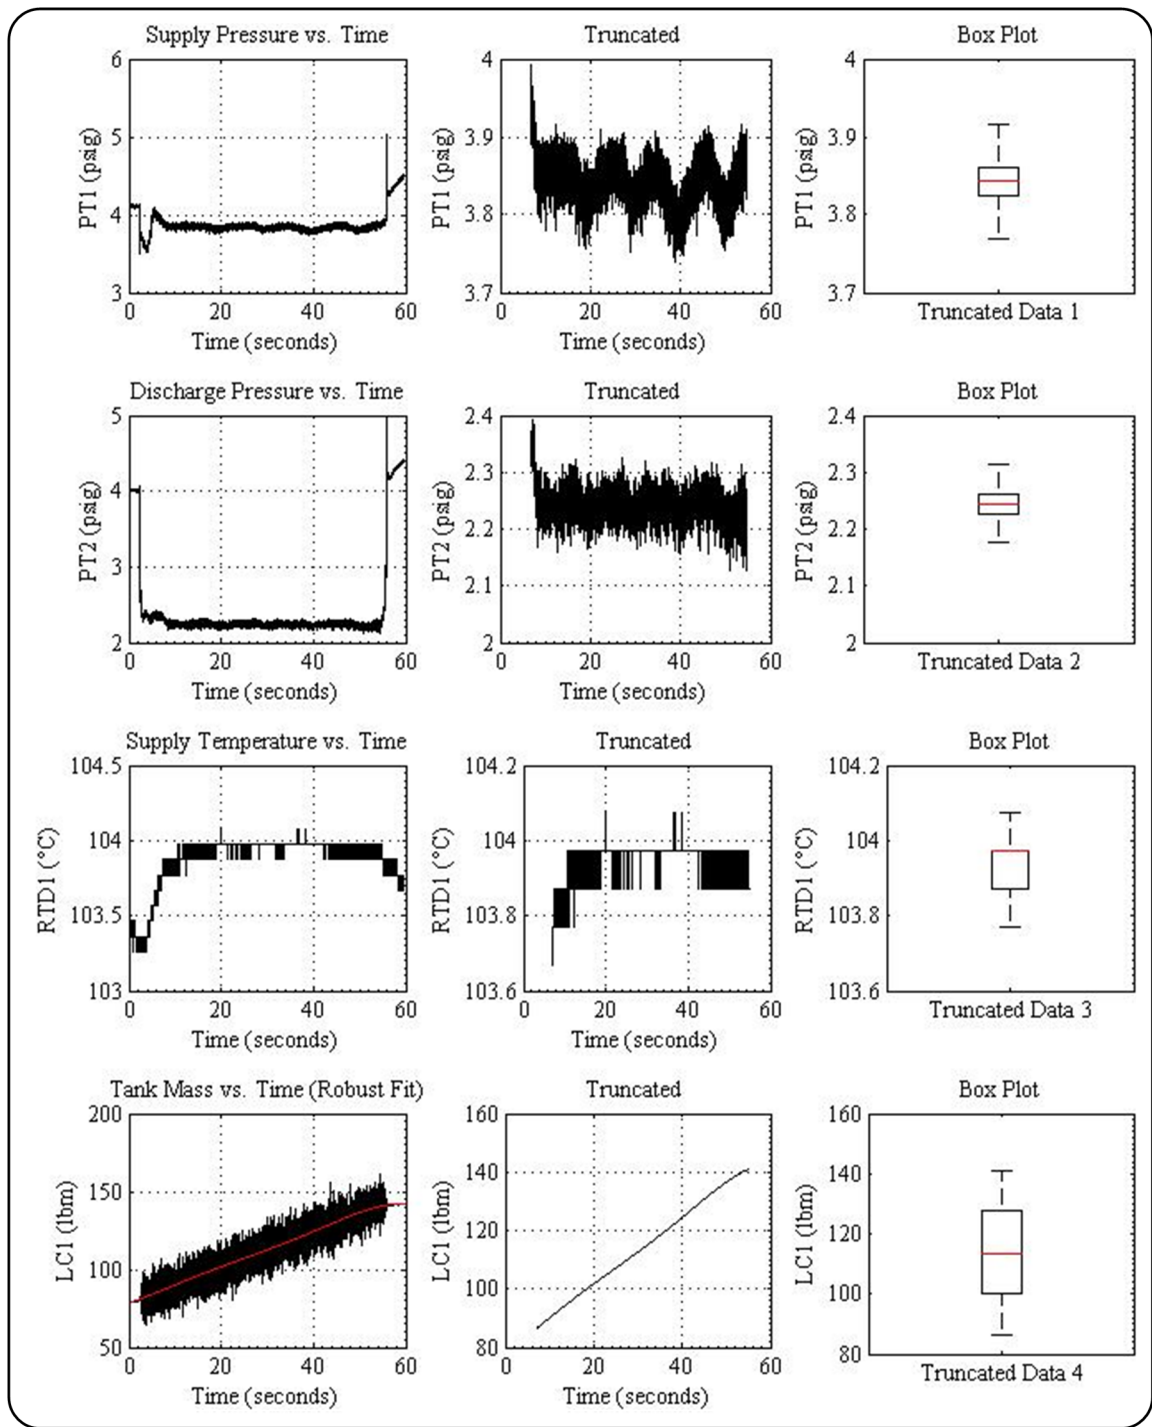 Supply Pressure vs. Time
6
5
4
3
PT1 (psig)
0 20 40 60
Time (seconds)
Truncated
4
3.9
3.8
3.7
PT1 (psig)
0 20 40 60
Time (seconds)
Box Plot
4
3.9
3.8
3.7
PT1 (psig)
Truncated Data 1
Discharge Pressure vs. Time
5
4
3
2
PT2 (psig)
0 20 40 60
Time (seconds)
Truncated
2.4
2.3
2.2
2.1
2
PT2 (psig)
0 20 40 60
Time (seconds)
Box Plot
2.4
2.3
2.2
2.1
2
PT2 (psig)
Truncated Data 2
Supply Temperature vs. Time
104.5
104
103.5
103
RTD1 (°C)
0 20 40 60
Time (seconds)
Truncated
104.2
104
103.8
103.6
RTD1 (°C)
0 20 40 60
Time (seconds)
Box Plot
104.2
104
103.8
103.6
RTD1 (°C)
Truncated Data 3
Tank Mass vs. Time (Robust Fit)
200
150
100
50
LC1 (lbm)
0 20 40 60
Time (seconds)
Truncated
160
140
120
100
80
LC1 (lbm)
0 20 40 60
Time (seconds)
Box Plot
160
140
120
100
80
LC1 (lbm)
Truncated Data 4